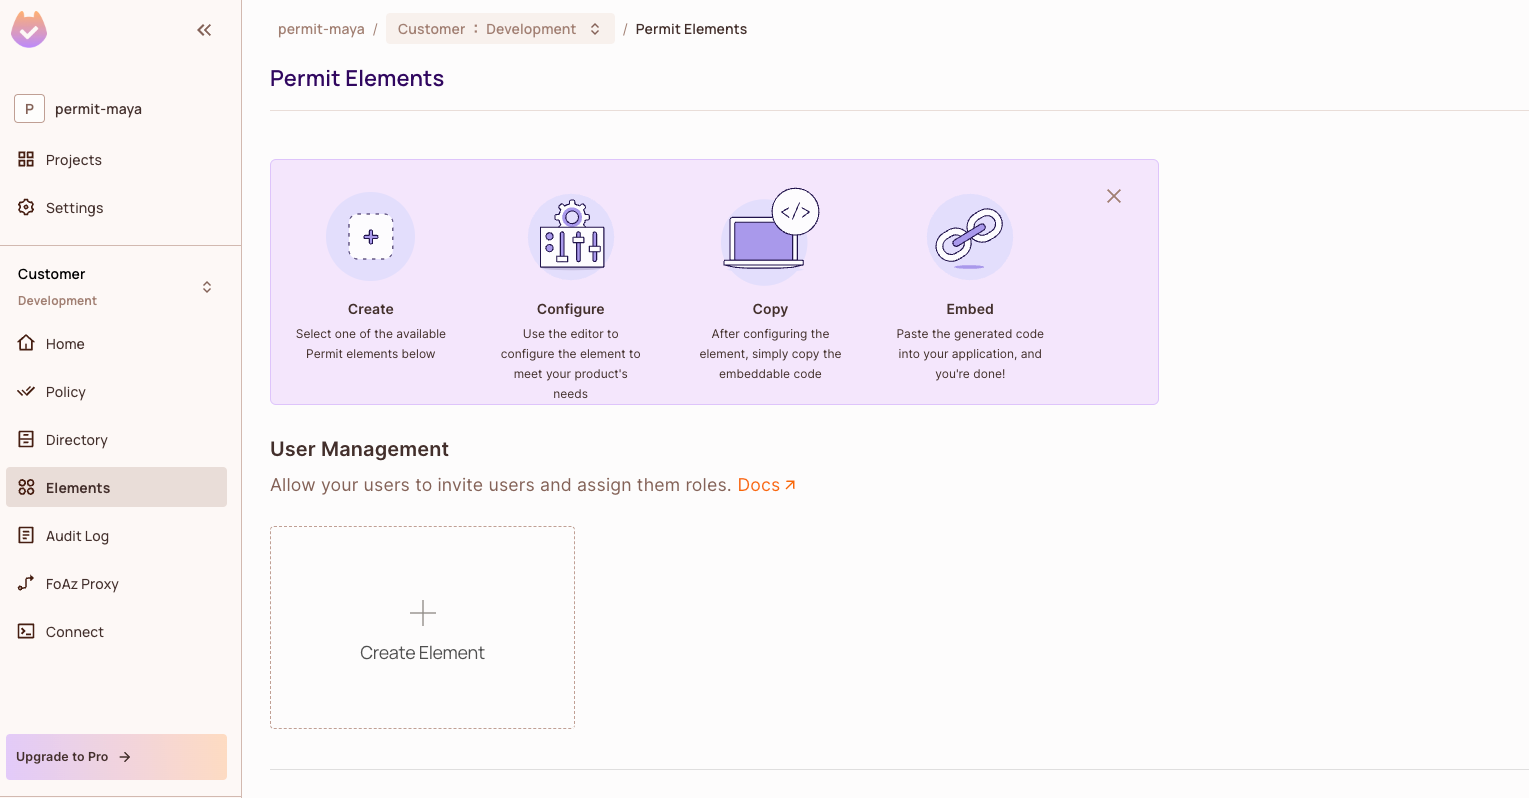 permit-maya / Customer : Development / Permit Elements
Permit Elements
P permit-maya
Projects
Settings
Customer
Development
Home
Policy
Directory
Elements
Audit Log
FoAz Proxy
Connect
Upgrade to Pro
Create
Select one of the available
Permit elements below
Configure
Use the editor to
configure the element to
meet your product's
needs
</>
Copy
After configuring the
element, simply copy the
embeddable code
Embed
Paste the generated code
into your application, and
you're done!
User Management
Allow your users to invite users and assign them roles. Docs
Create Element